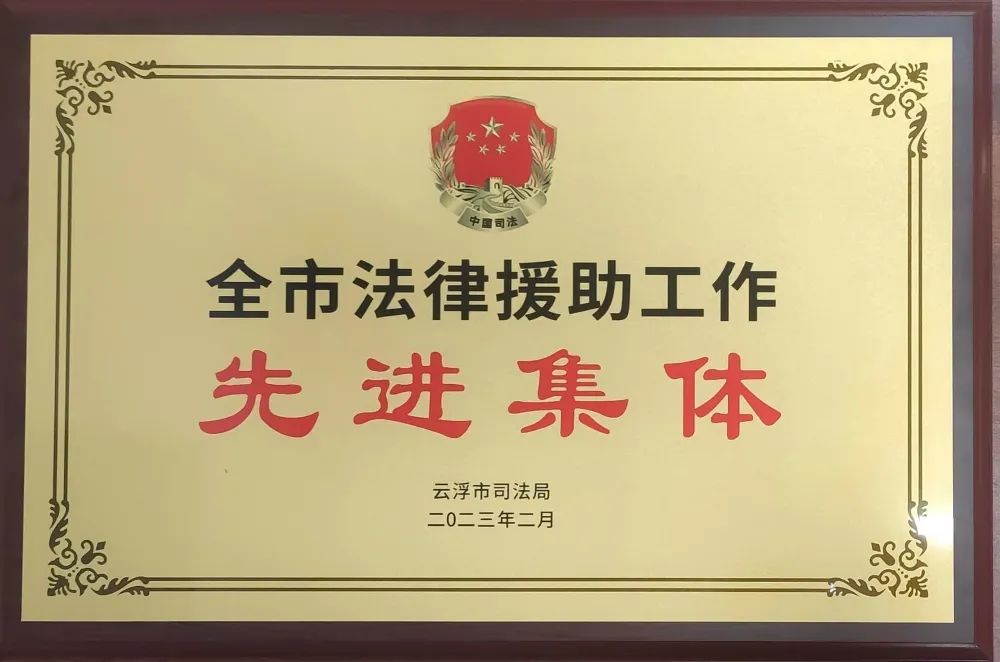 中国司法
全市法律援助工作
先进集体
云浮市司法局
二0二三年二月